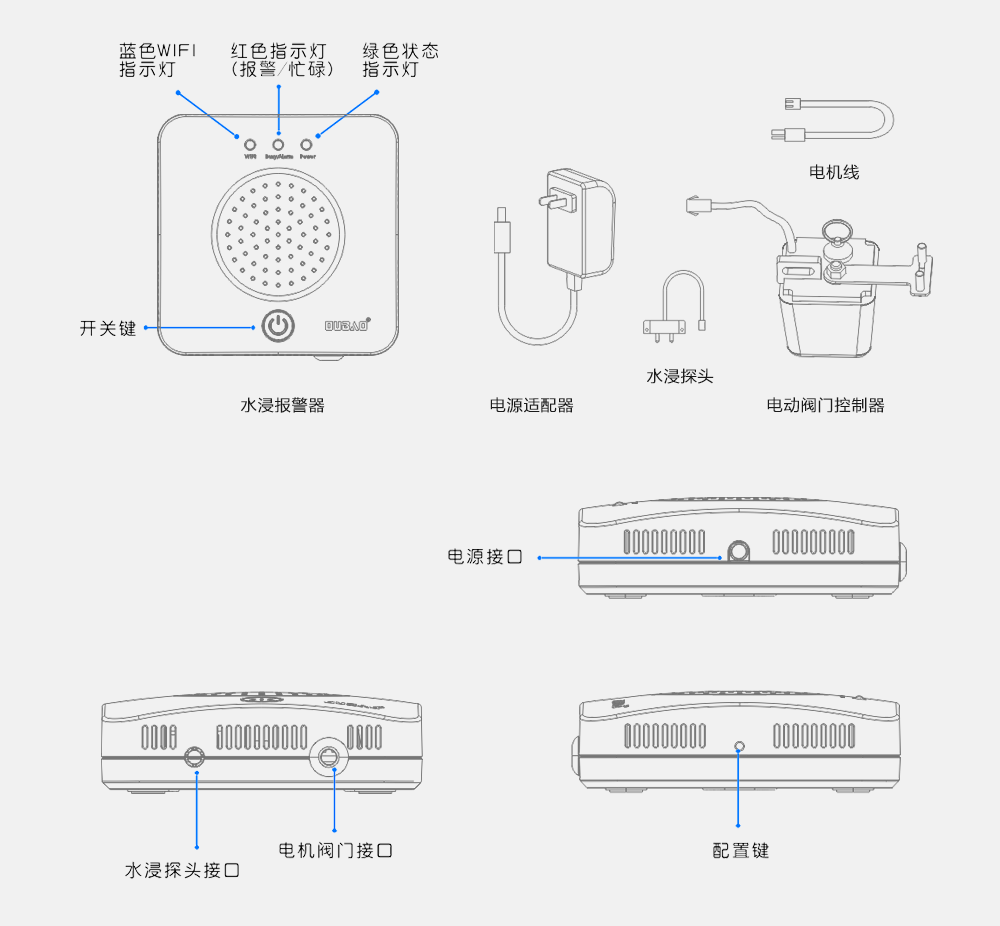 蓝色WIFI
指示灯
红色指示灯
(报警/忙碌)
绿色状态
指示灯
WIFI
Busy/Alarm
Power
电机线
开关键
OUBAO®
水浸报警器
电源适配器
水浸探头
电动阀门控制器
电源接口
电机阀门接口
水浸探头接口
配置键